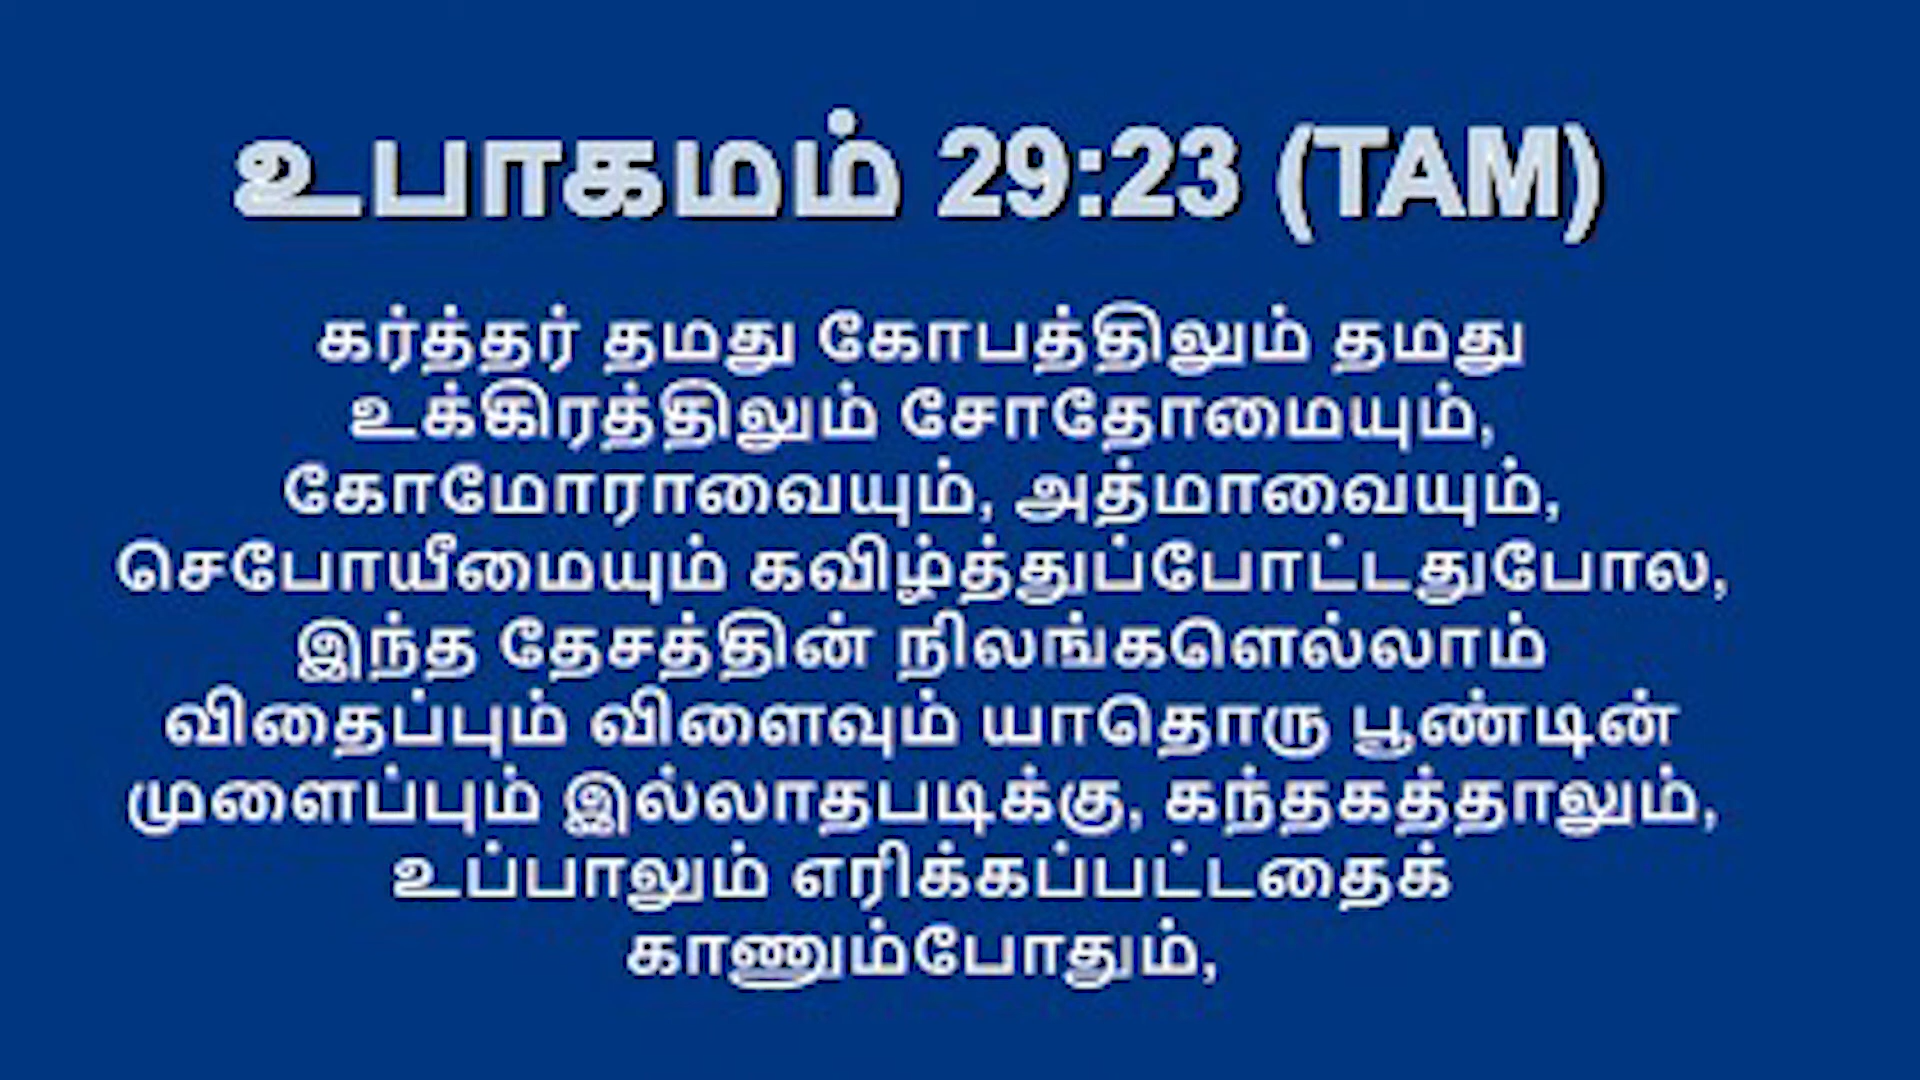 உபாகமம் 29:23 (TAM)
கர்த்தர் தமது கோபத்திலும் தமது
உக்கிரத்திலும் சோதோமையும்,
கோமோராவையும், அத்மாவையும்,
செபோயீமையும் கவிழ்த்துப்போட்டதுபோல,
இந்த தேசத்தின் நிலங்களெல்லாம்
விதைப்பும் விளைவும் யாதொரு பூண்டின்
முளைப்பும் இல்லாதபடிக்கு, கந்தகத்தாலும்,
உப்பாலும் எரிக்கப்பட்டதைக்
காணும்போதும்,